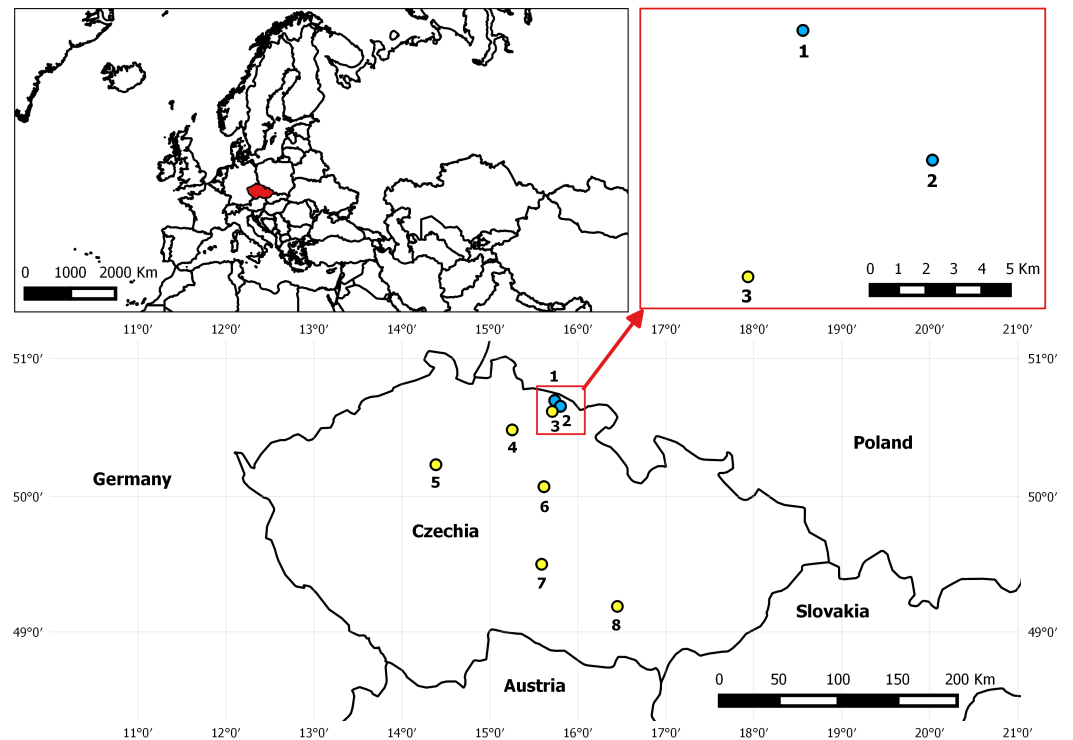 0 1000 2000 Km
1
2
3
0 1 2 3 4 5 Km
11°0′ 12°0′ 13°0′ 14°0′ 15°0′ 16°0′ 17°0′ 18°0′ 19°0′ 20°0′ 21°0′
51°0′ 51°0′
1
3 2
4
Poland
Germany
5
50°0′ 50°0′
6
Czechia
7
Slovakia
8
49°0′ 49°0′
Austria
0 50 100 150 200 Km
11°0′ 12°0′ 13°0′ 14°0′ 15°0′ 16°0′ 17°0′ 18°0′ 19°0′ 20°0′ 21°0′